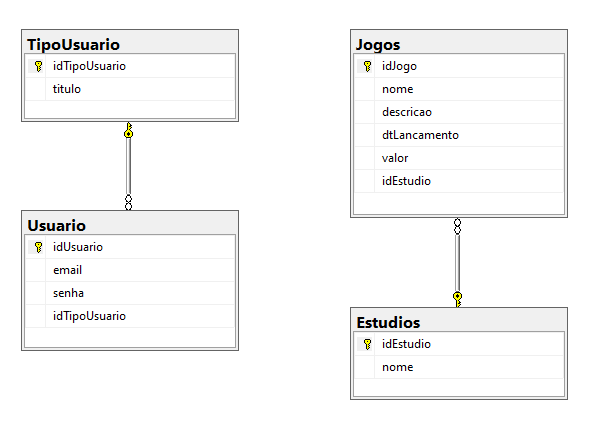 TipoUsuario
idTipoUsuario
titulo
Usuario
idUsuario
email
senha
idTipoUsuario
Jogos
idJogo
nome
descricao
dtLancamento
valor
idEstudio
Estudios
idEstudio
nome